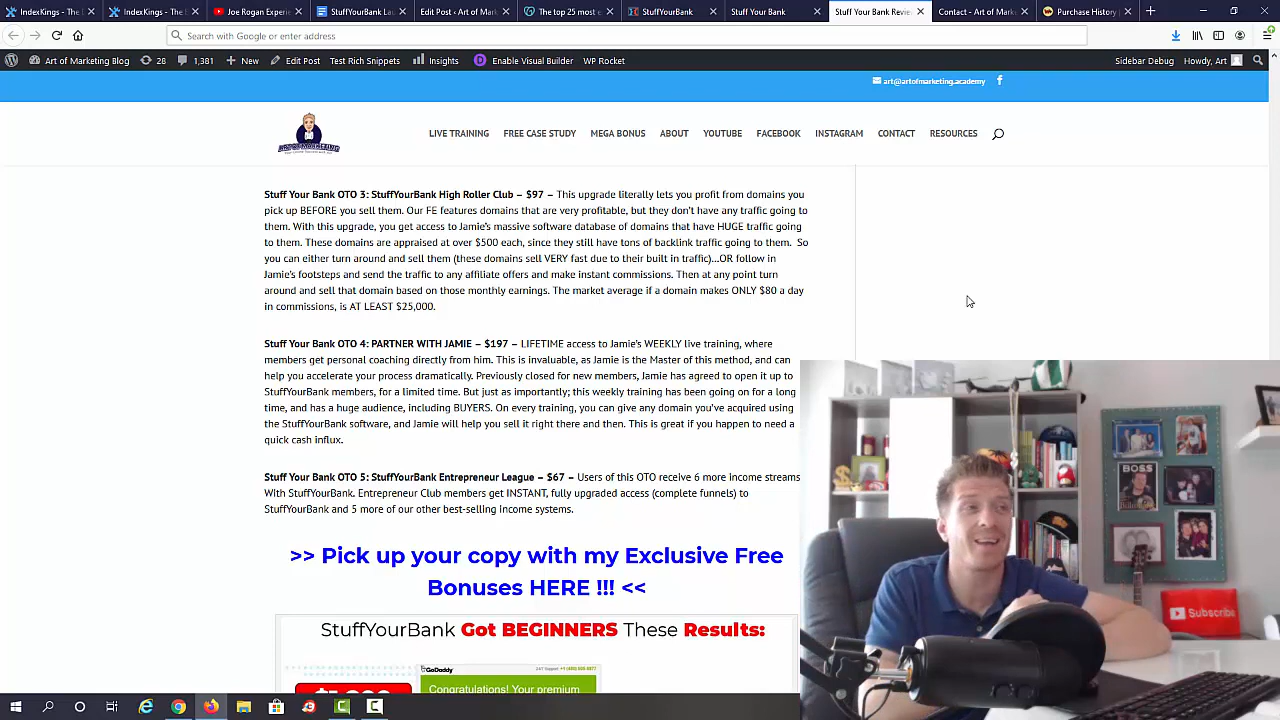 IndexKings - The E
IndexKings - The E
Joe Rogan Experie
StuffYourBank Lau
Edit Post ‹ Art of Mar
The top 25 most e
StuffYourBank
Stuff Your Bank
Stuff Your Bank Revie
Contact - Art of Market
Purchase History |
Search with Google or enter address
Art of Marketing Blog
28
1,381
New
Edit Post
Test Rich Snippets
Insights
Enable Visual Builder
WP Rocket
Sidebar Debug
Howdy, Art
art@artofmarketing.academy
ART OF MARKETING
LIVE TRAINING
FREE CASE STUDY
MEGA BONUS
ABOUT
YOUTUBE
FACEBOOK
INSTAGRAM
CONTACT
RESOURCES
Stuff Your Bank OTO 3: StuffYourBank High Roller Club – $97 – This upgrade literally lets you profit from domains you
pick up BEFORE you sell them. Our FE features domains that are very profitable, but they don't have any traffic going to
them. With this upgrade, you get access to Jamie's massive software database of domains that have HUGE traffic going
to them. These domains are appraised at over $500 each, since they still have tons of backlink traffic going to them. So
you can either turn around and sell them (these domains sell VERY fast due to their built in traffic)...OR follow in
Jamie's footsteps and send the traffic to any affiliate offers and make instant commissions. Then at any point turn
around and sell that domain based on those monthly earnings. The market average if a domain makes ONLY $80 a day
in commissions, is AT LEAST $25,000.
Stuff Your Bank OTO 4: PARTNER WITH JAMIE – $197 – LIFETIME access to Jamie's WEEKLY live training, where
members get personal coaching directly from him. This is invaluable, as Jamie is the Master of this method, and can
help you accelerate your process dramatically. Previously closed for new members, Jamie has agreed to open it up to
StuffYourBank members, for a limited time. But just as importantly; this weekly training has been going on for a long
time, and has a huge audience, including BUYERS. On every training, you can give any domain you've acquired using
the StuffYourBank software, and Jamie will help you sell it right there and then. This is great if you happen to need a
quick cash influx.
Stuff Your Bank OTO 5: StuffYourBank Entrepreneur League – $67 – Users of this OTO receive 6 more income streams
With StuffYourBank. Entrepreneur Club members get INSTANT, fully upgraded access (complete funnels) to
StuffYourBank and 5 more of our other best-selling income systems.
>> Pick up your copy with my Exclusive Free
Bonuses HERE !!! <<
StuffYourBank Got BEGINNERS These Results:
GoDaddy
Congratulations! Your premium
BOSS
Subscribe